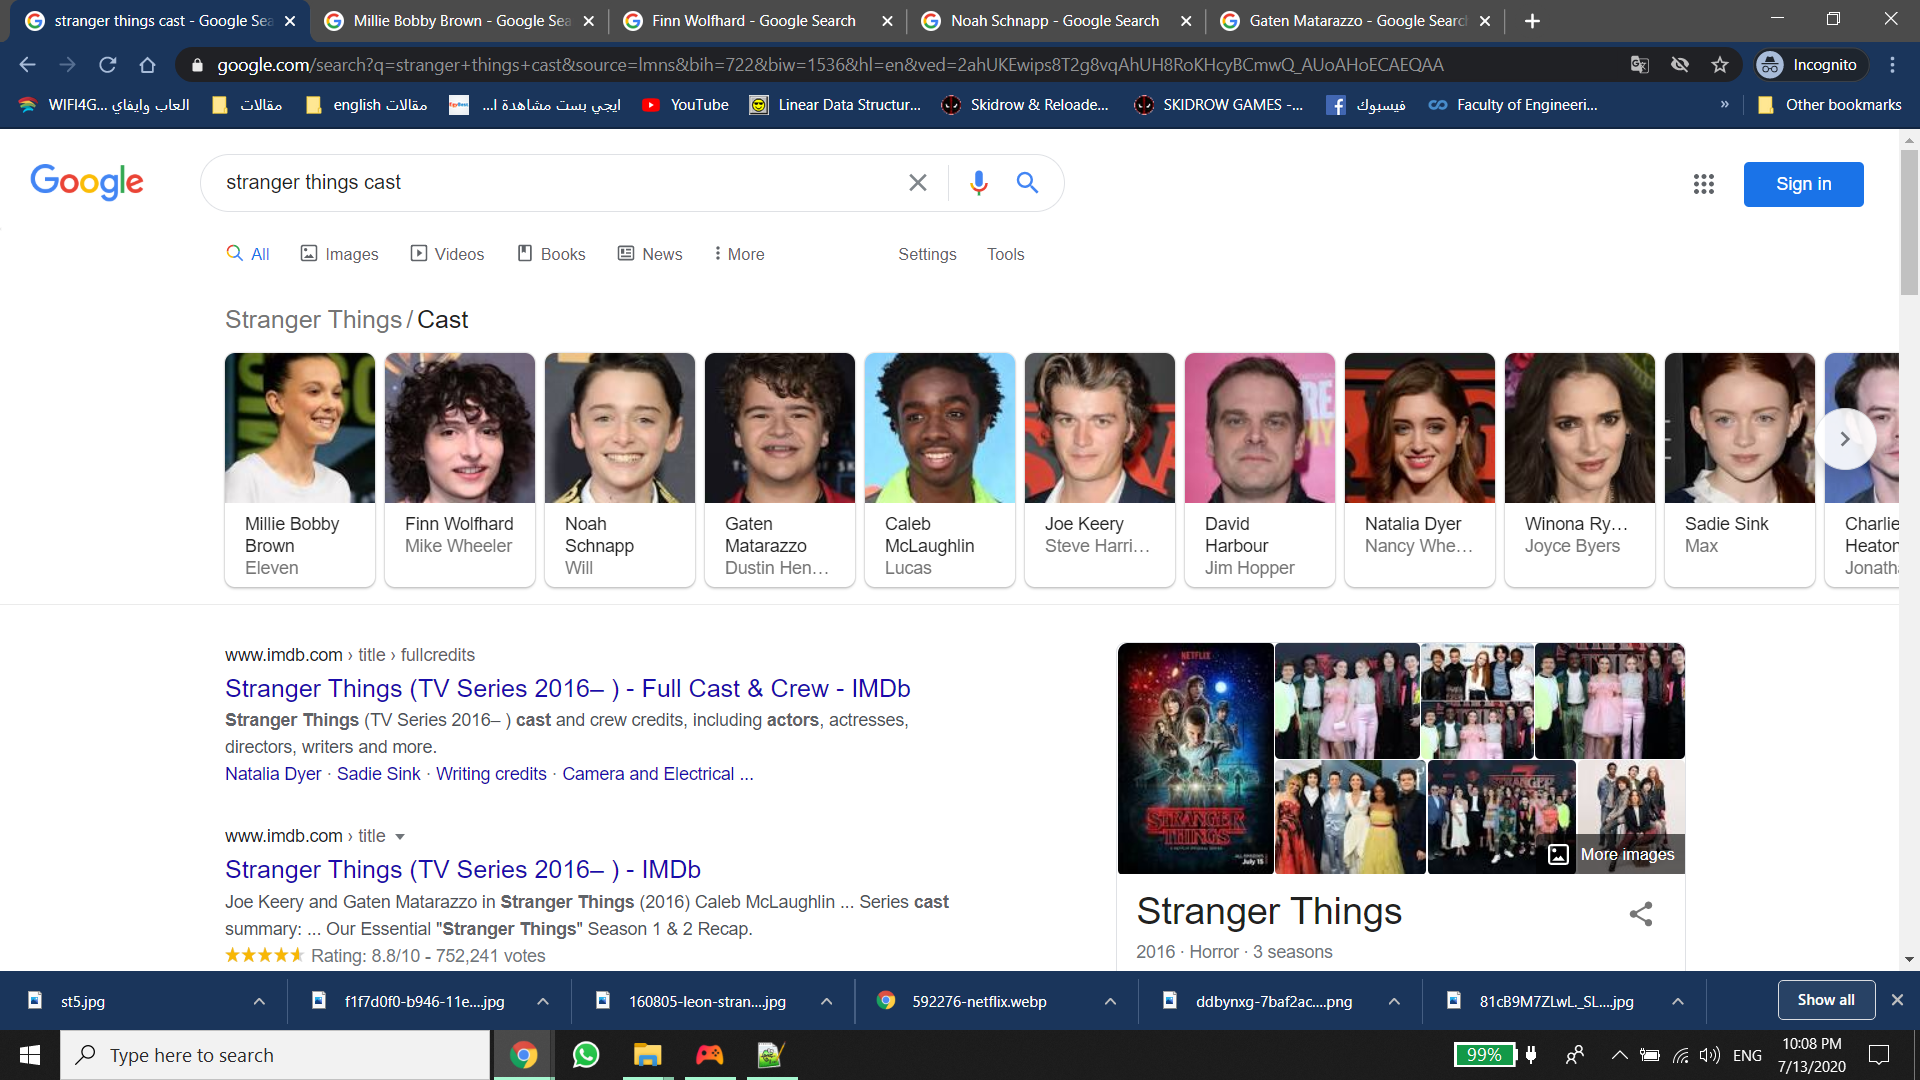 stranger things cast - Google Sea
Millie Bobby Brown - Google Sea
Finn Wolfhard - Google Search
Noah Schnapp - Google Search
Gaten Matarazzo - Google Search
google.com/search?q=stranger+things+cast&source=lmns&bih=722&biw=1536&hl=en&ved=2ahUKEwips8T2g8vqAhUH8RoKHcyBCmwQ_AUoAHoECAEQAA
Incognito
WIFI4G... العاب وايفاي
مقالات
مقالات english
ايجي بست مشاهدة ا...
YouTube
Linear Data Structur...
Skidrow & Reloade...
SKIDROW GAMES -...
فيسبوك
Faculty of Engineeri...
»
Other bookmarks
Google
stranger things cast
Sign in
All
Images
Videos
Books
News
More
Settings
Tools
Stranger Things / Cast
Millie Bobby
Brown
Eleven
Finn Wolfhard
Mike Wheeler
Noah
Schnapp
Will
Gaten
Matarazzo
Dustin Hen...
Caleb
McLaughlin
Lucas
Joe Keery
Steve Harri...
David
Harbour
Jim Hopper
Natalia Dyer
Nancy Whe...
Winona Ry...
Joyce Byers
Sadie Sink
Max
Charlie
Heaton
Jonath
www.imdb.com › title › fullcredits
Stranger Things (TV Series 2016– ) - Full Cast & Crew - IMDb
Stranger Things (TV Series 2016– ) cast and crew credits, including actors, actresses,
directors, writers and more.
Natalia Dyer · Sadie Sink · Writing credits · Camera and Electrical ...
www.imdb.com › title
Stranger Things (TV Series 2016– ) - IMDb
Joe Keery and Gaten Matarazzo in Stranger Things (2016) Caleb McLaughlin ... Series cast
summary: ... Our Essential "Stranger Things" Season 1 & 2 Recap.
Rating: 8.8/10 - 752,241 votes
NETFLIX
STRANGER
THINGS
July 15
More images
Stranger Things
2016 · Horror · 3 seasons
st5.jpg
f1f7d0f0-b946-11e....jpg
160805-leon-stran....jpg
592276-netflix.webp
ddbynxg-7baf2ac....png
81cB9M7ZLwL._SL....jpg
Show all
Type here to search
99%
ENG
10:08 PM
7/13/2020